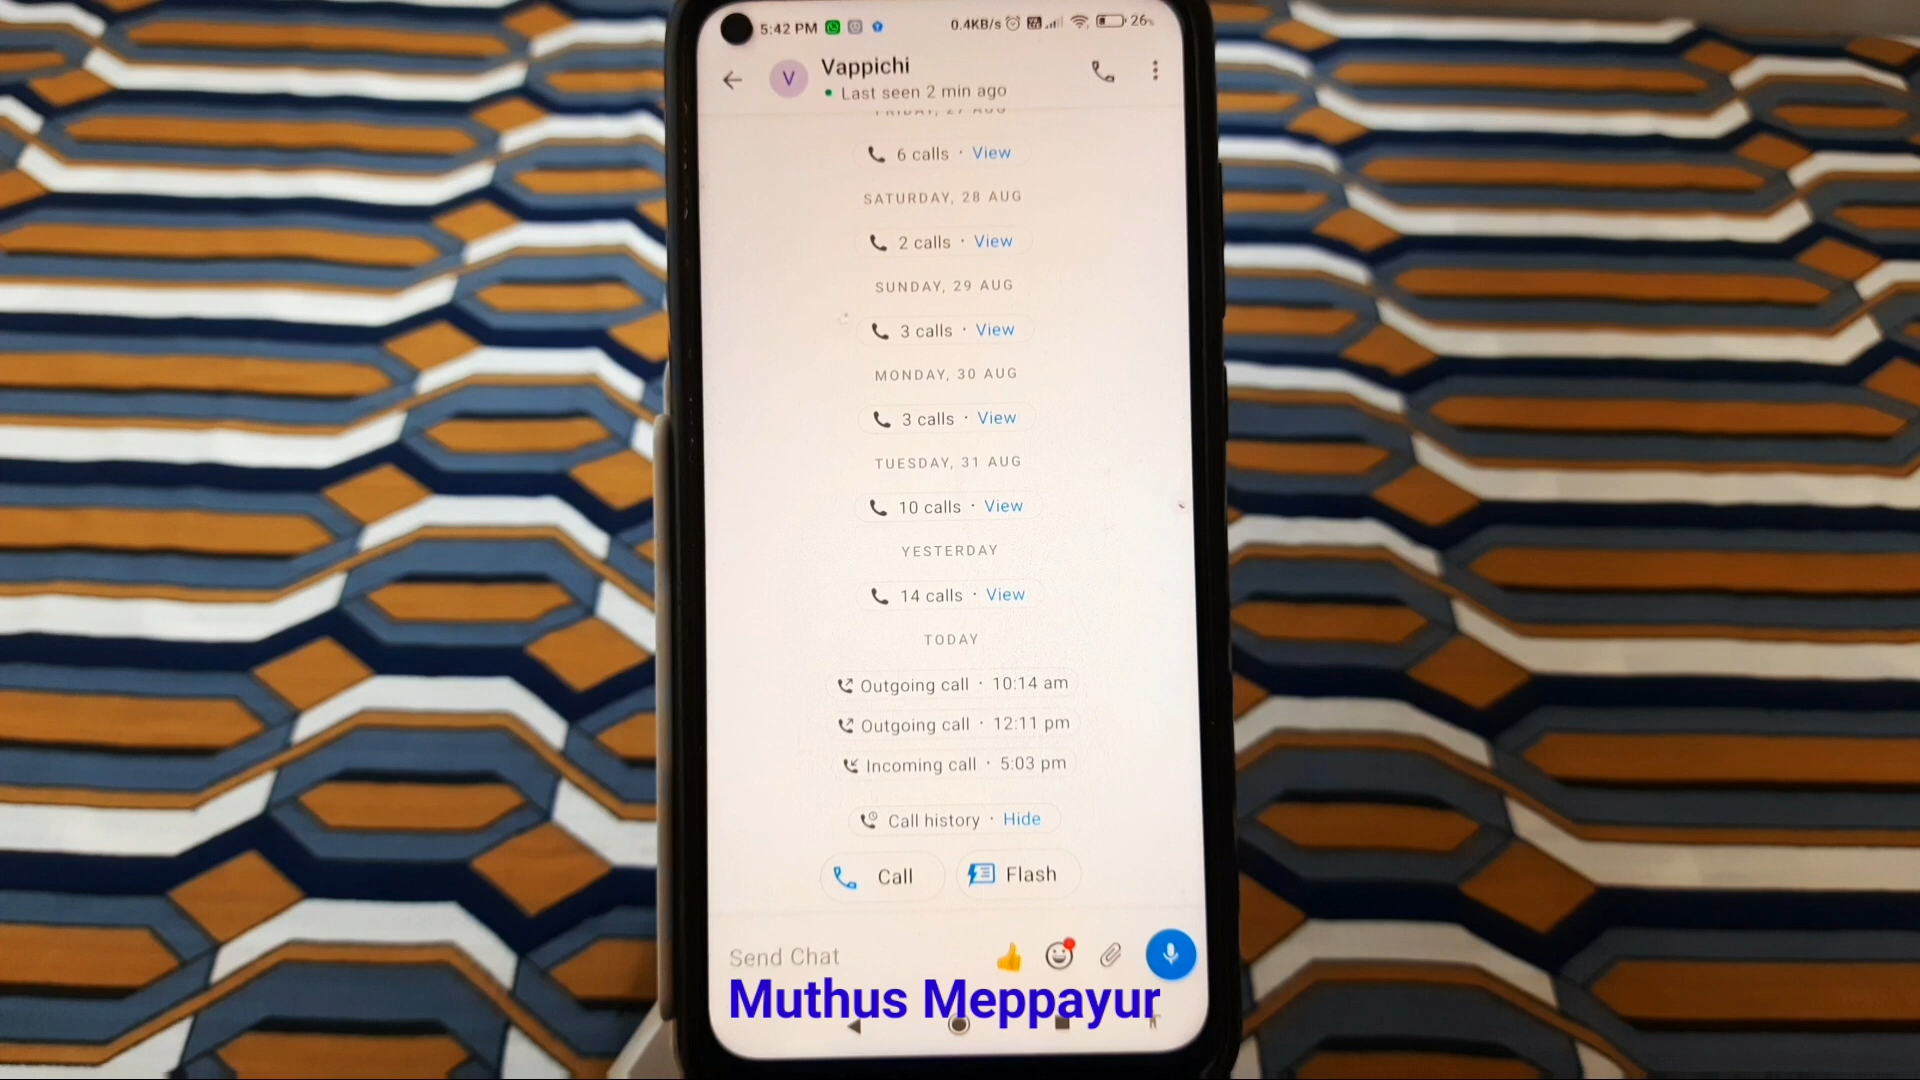 5:42 PM 0.4KB/s 26%
V Vappichi
Last seen 2 min ago
FRIDAY, 27 AUG
6 calls · View
SATURDAY, 28 AUG
2 calls · View
SUNDAY, 29 AUG
3 calls · View
MONDAY, 30 AUG
3 calls · View
TUESDAY, 31 AUG
10 calls · View
YESTERDAY
14 calls · View
TODAY
Outgoing call · 10:14 am
Outgoing call · 12:11 pm
Incoming call · 5:03 pm
Call history · Hide
Call Flash
Send Chat
Muthus Meppayur